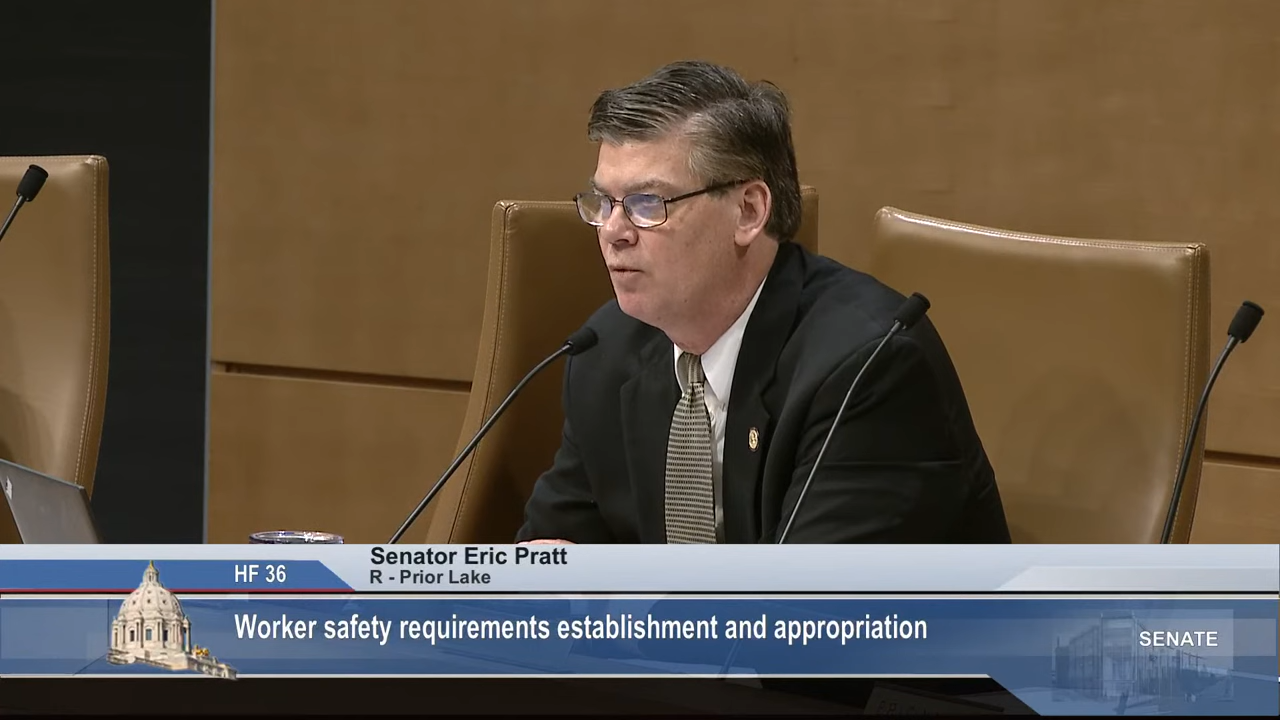 Senator Eric Pratt
HF 36
R - Prior Lake
Worker safety requirements establishment and appropriation
SENATE